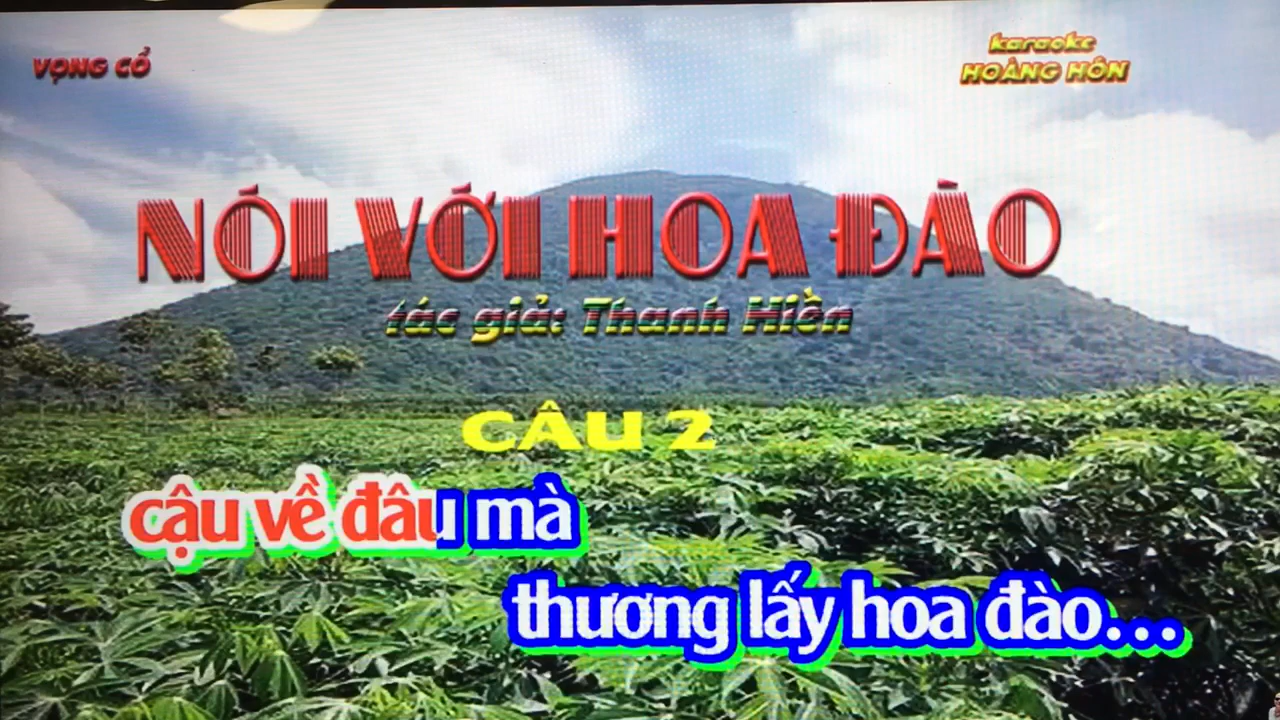 VỌNG CỔ
karaoke
HOÀNG HÔN
NÓI VỚI HOA ĐÀO
tác giả: Thanh Hiền
CÂU 2
cậu về đâu mà
thương lấy hoa đào...